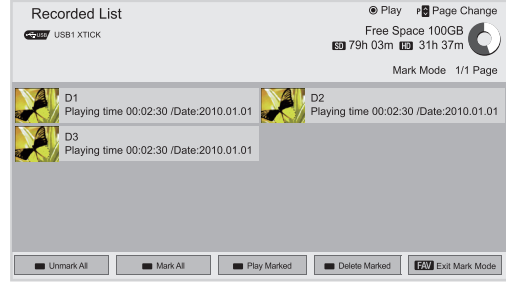 Recorded List
Play P Page Change
USB USB1 XTICK
Free Space 100GB
SD 79h 03m HD 31h 37m
Mark Mode 1/1 Page
D1
Playing time 00:02:30 /Date:2010.01.01
D2
Playing time 00:02:30 /Date:2010.01.01
D3
Playing time 00:02:30 /Date:2010.01.01
Unmark All Mark All Play Marked Delete Marked FAV Exit Mark Mode